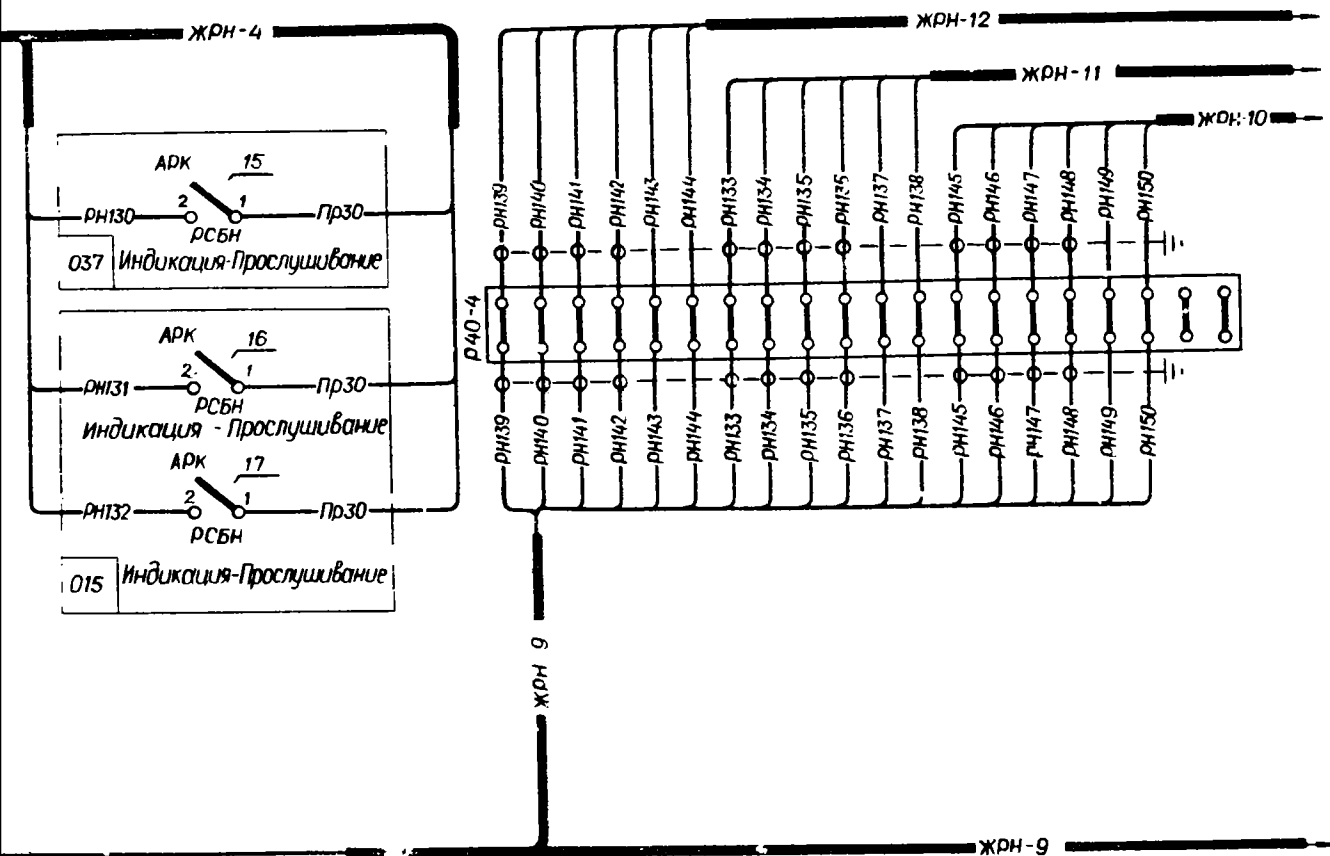 ЖРН-4
ЖРН-12
ЖРН-11
ЖРН-10
АРК 15
РН130 2 1 Пр30
РСБН
037 Индикация-Прослушивание
АРК 16
РН131 2 1 Пр30
РСБН
Индикация - Прослушивание
АРК 17
РН132 2 1 Пр30
РСБН
015 Индикация-Прослушивание
РН139 РН140 РН141 РН142 РН143 РН144 РН133 РН134 РН135 РН135 РН137 РН138 РН145 РН146 РН147 РН148 РН149 РН150
Р40-4
РН139 РН140 РН141 РН142 РН143 РН144 РН133 РН134 РН135 РН136 РН137 РН138 РН145 РН146 РН147 РН148 РН149 РН150
ЖРН 9
ЖРН-9